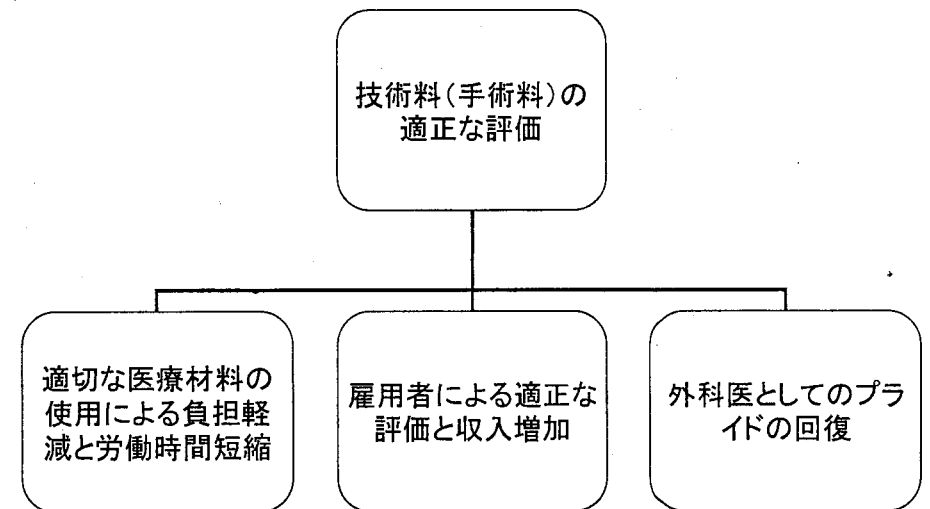 技術料(手術料)の
適正な評価
適切な医療材料の
使用による負担軽
減と労働時間短縮
雇用者による適正な
評価と収入増加
外科医としてのプラ
イドの回復